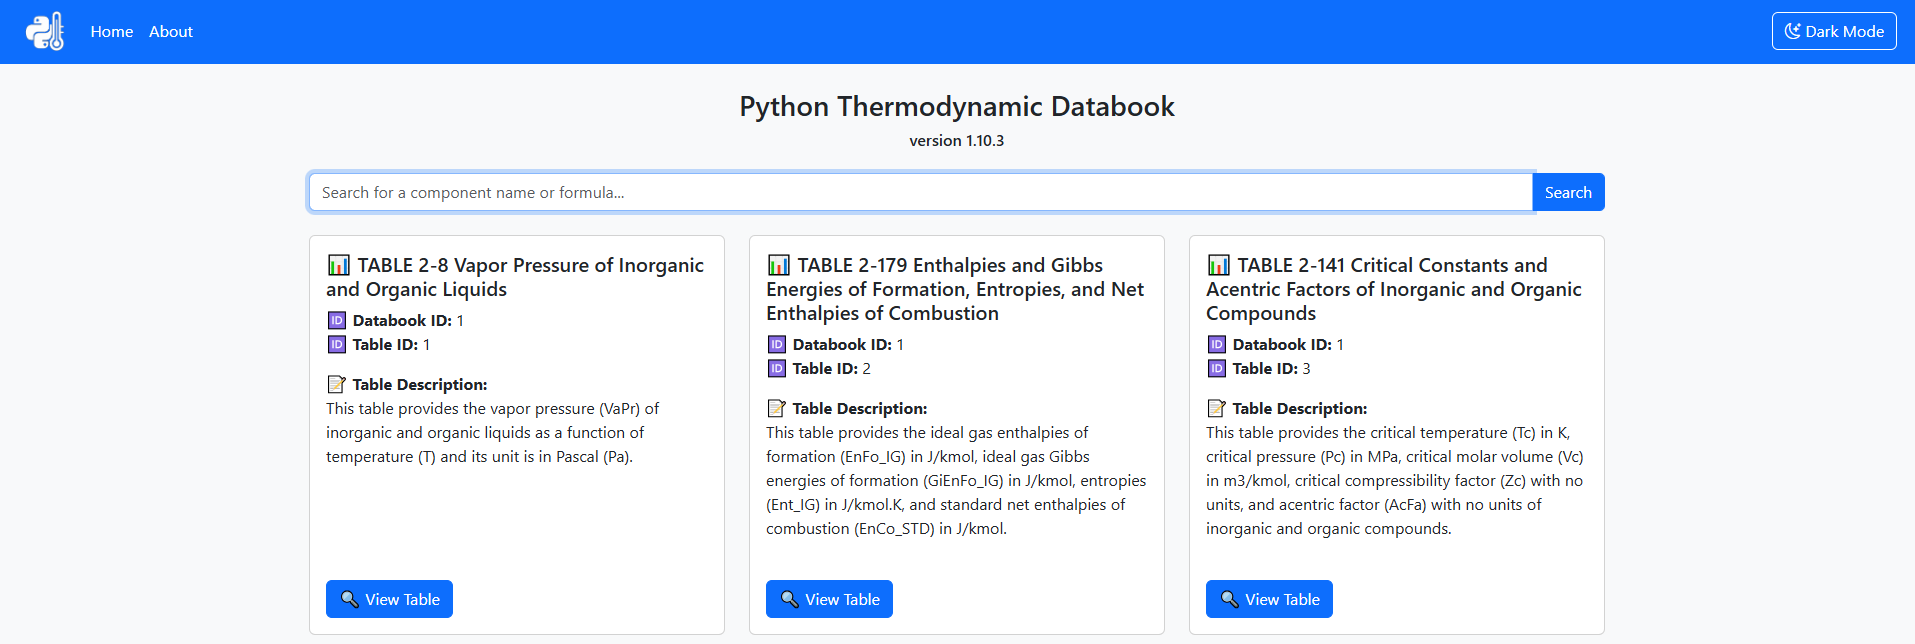 Home About Dark Mode
Python Thermodynamic Databook
version 1.10.3
Search for a component name or formula... Search
TABLE 2-8 Vapor Pressure of Inorganic
and Organic Liquids
ID Databook ID: 1
ID Table ID: 1
Table Description:
This table provides the vapor pressure (VaPr) of
inorganic and organic liquids as a function of
temperature (T) and its unit is in Pascal (Pa).
View Table
TABLE 2-179 Enthalpies and Gibbs
Energies of Formation, Entropies, and Net
Enthalpies of Combustion
ID Databook ID: 1
ID Table ID: 2
Table Description:
This table provides the ideal gas enthalpies of
formation (EnFo_IG) in J/kmol, ideal gas Gibbs
energies of formation (GiEnFo_IG) in J/kmol, entropies
(Ent_IG) in J/kmol.K, and standard net enthalpies of
combustion (EnCo_STD) in J/kmol.
View Table
TABLE 2-141 Critical Constants and
Acentric Factors of Inorganic and Organic
Compounds
ID Databook ID: 1
ID Table ID: 3
Table Description:
This table provides the critical temperature (Tc) in K,
critical pressure (Pc) in MPa, critical molar volume (Vc)
in m3/kmol, critical compressibility factor (Zc) with no
units, and acentric factor (AcFa) with no units of
inorganic and organic compounds.
View Table